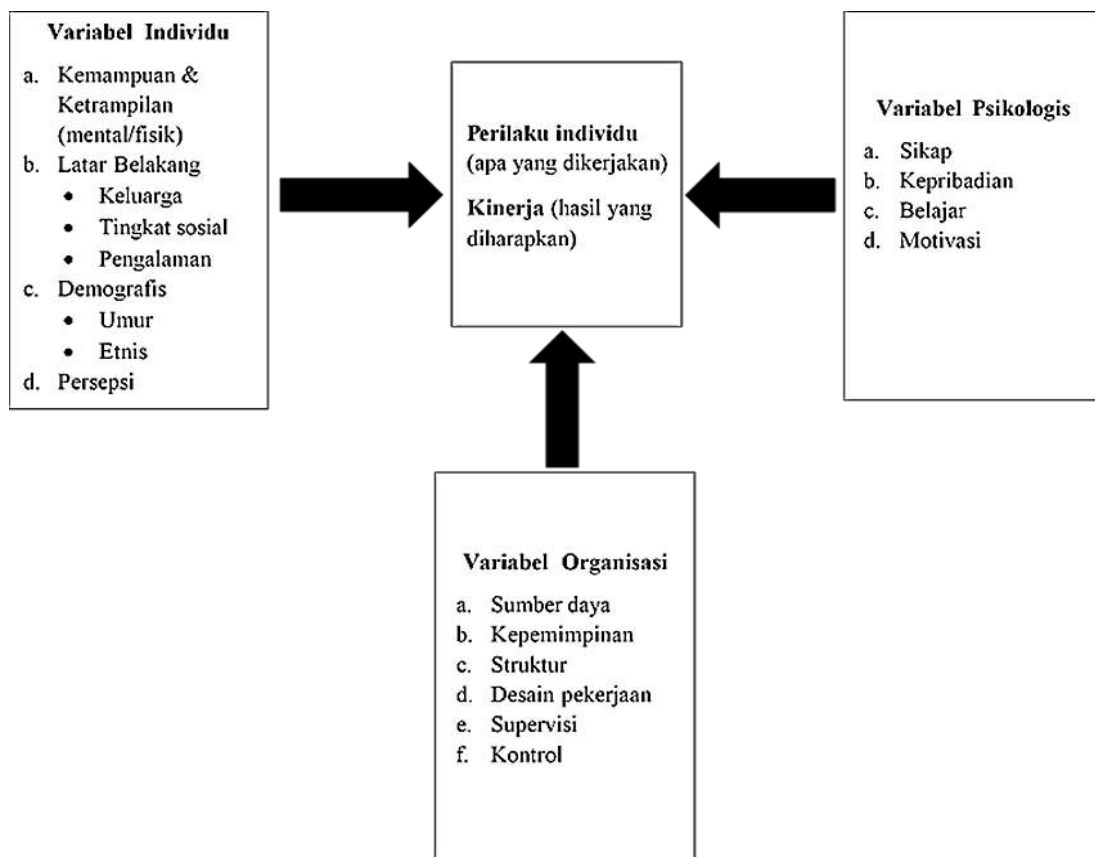 Variabel Individu
a. Kemampuan &
Ketrampilan
(mental/fisik)
b. Latar Belakang
• Keluarga
• Tingkat sosial
• Pengalaman
c. Demografis
• Umur
• Etnis
d. Persepsi
Perilaku individu
(apa yang dikerjakan)
Kinerja (hasil yang
diharapkan)
Variabel Psikologis
a. Sikap
b. Kepribadian
c. Belajar
d. Motivasi
Variabel Organisasi
a. Sumber daya
b. Kepemimpinan
c. Struktur
d. Desain pekerjaan
e. Supervisi
f. Kontrol